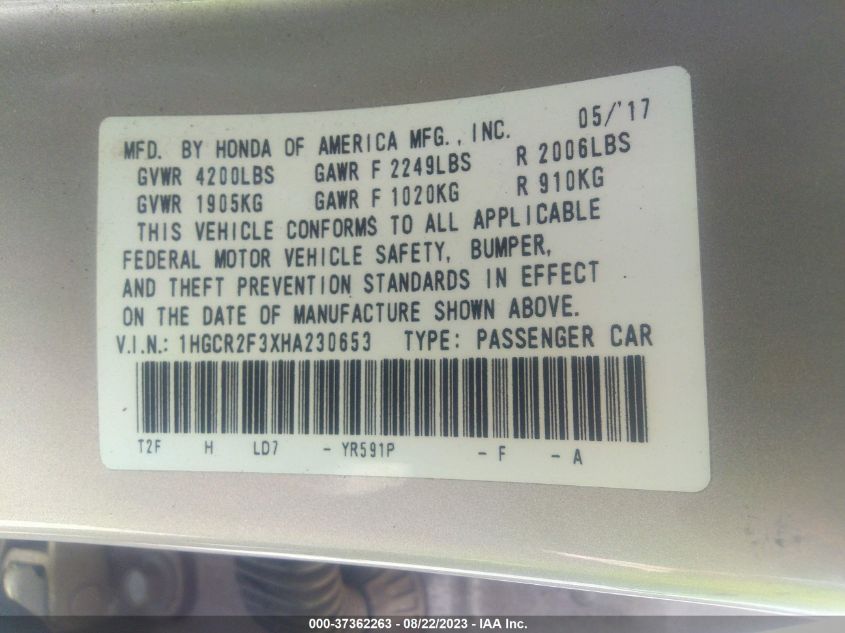 MFD. BY HONDA OF AMERICA MFG., INC. 05/'17
GVWR 4200LBS GAWR F 2249LBS R 2006LBS
GVWR 1905KG GAWR F 1020KG R 910KG
THIS VEHICLE CONFORMS TO ALL APPLICABLE
FEDERAL MOTOR VEHICLE SAFETY, BUMPER,
AND THEFT PREVENTION STANDARDS IN EFFECT
ON THE DATE OF MANUFACTURE SHOWN ABOVE.
V.I.N.: 1HGCR2F3XHA230653 TYPE: PASSENGER CAR
T2F H LD7 - YR591P - F - A
000-37362263 - 08/22/2023 - IAA Inc.